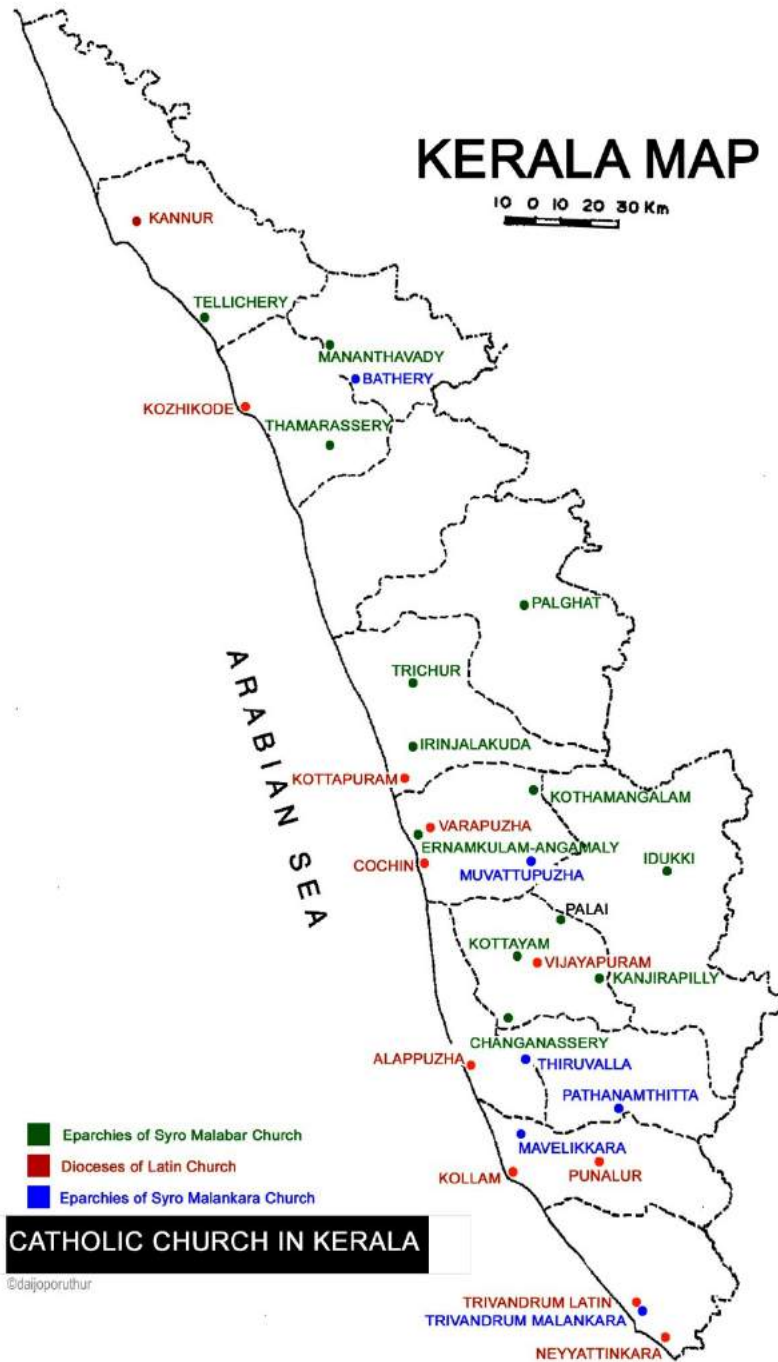 KERALA MAP
10 0 10 20 30 Km
KANNUR
TELLICHERY
MANANTHAVADY
BATHERY
KOZHIKODE
THAMARASSERY
PALGHAT
TRICHUR
ARABIAN SEA
IRINJALAKUDA
KOTTAPURAM
KOTHAMANGALAM
VARAPUZHA
ERNAMKULAM-ANGAMALY
COCHIN
MUVATTUPUZHA
IDUKKI
PALAI
KOTTAYAM
VIJAYAPURAM
KANJIRAPILLY
CHANGANASSERY
ALAPPUZHA
THIRUVALLA
PATHANAMTHITTA
Eparchies of Syro Malabar Church
MAVELIKKARA
Dioceses of Latin Church
KOLLAM
PUNALUR
Eparchies of Syro Malankara Church
CATHOLIC CHURCH IN KERALA
©daijoporuthur
TRIVANDRUM LATIN
TRIVANDRUM MALANKARA
NEYYATTINKARA